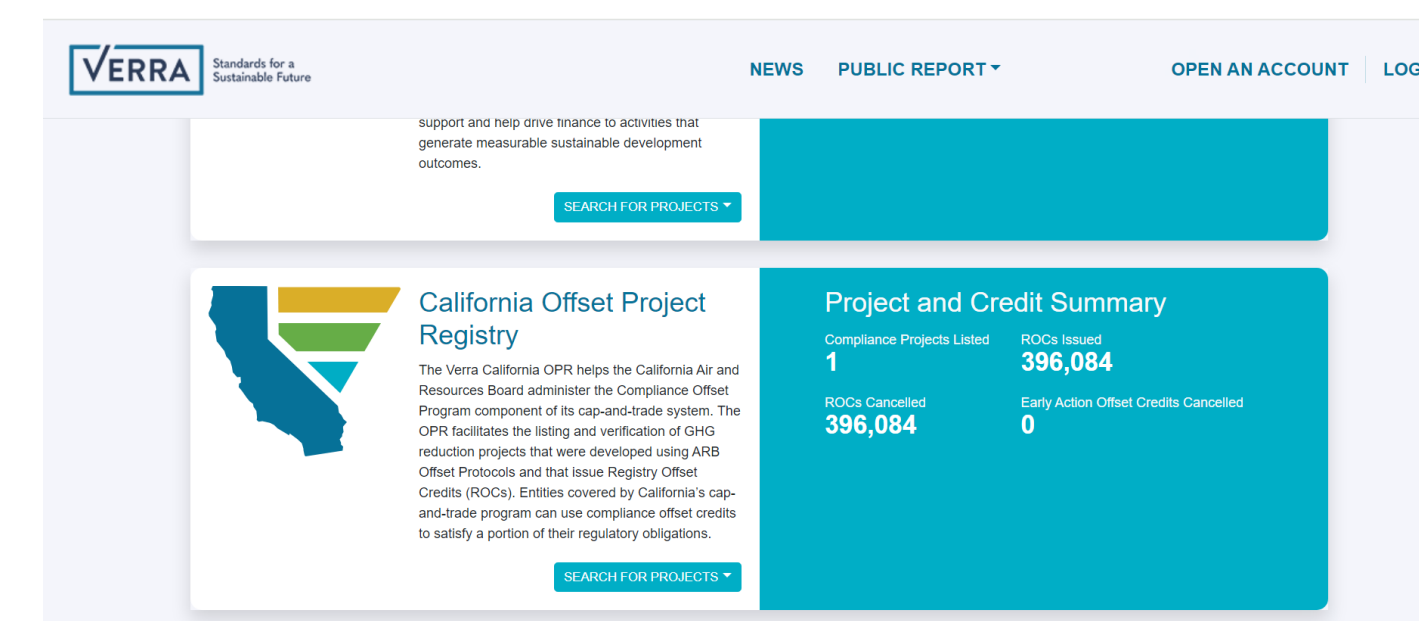 VERRA
Standards for a
Sustainable Future
NEWS
PUBLIC REPORT
OPEN AN ACCOUNT
LOG
support and help drive finance to activities that
generate measurable sustainable development
outcomes.
SEARCH FOR PROJECTS
California Offset Project
Registry
The Verra California OPR helps the California Air and
Resources Board administer the Compliance Offset
Program component of its cap-and-trade system. The
OPR facilitates the listing and verification of GHG
reduction projects that were developed using ARB
Offset Protocols and that issue Registry Offset
Credits (ROCs). Entities covered by California's cap-
and-trade program can use compliance offset credits
to satisfy a portion of their regulatory obligations.
SEARCH FOR PROJECTS
Project and Credit Summary
Compliance Projects Listed
1
ROCs Issued
396,084
ROCs Cancelled
396,084
Early Action Offset Credits Cancelled
0